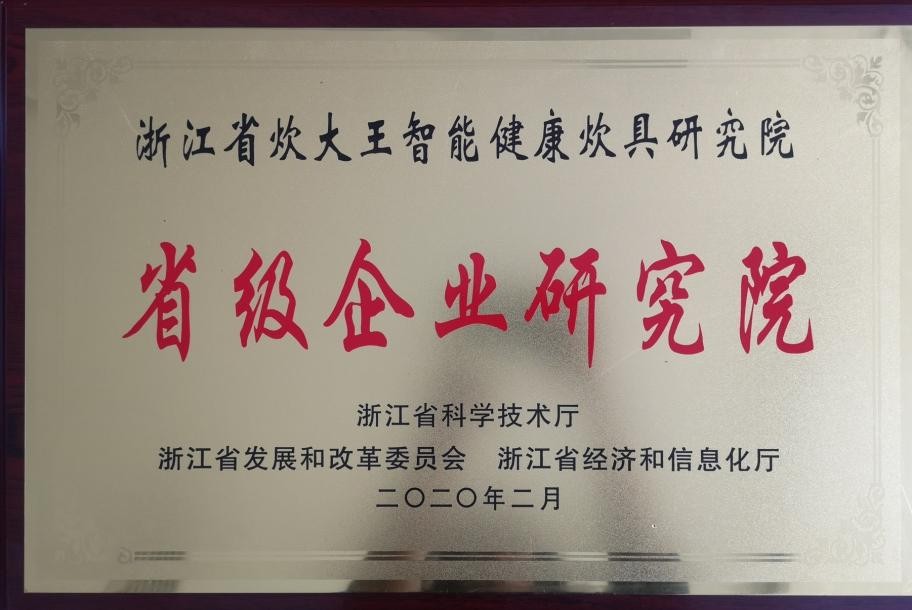 浙江省炊大王智能健康炊具研究院
省级企业研究院
浙江省科学技术厅
浙江省发展和改革委员会 浙江省经济和信息化厅
二〇二〇年二月